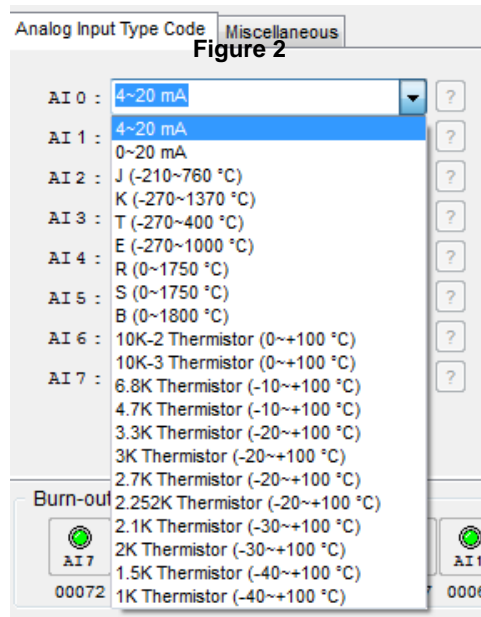 Analog Input Type Code Miscellaneous
Figure 2
AI 0 : 4~20 mA ?
AI 1 : ?
AI 2 : ?
AI 3 : ?
AI 4 : ?
AI 5 : ?
AI 6 : ?
AI 7 : ?
4~20 mA
0~20 mA
J (-210~760 °C)
K (-270~1370 °C)
T (-270~400 °C)
E (-270~1000 °C)
R (0~1750 °C)
S (0~1750 °C)
B (0~1800 °C)
10K-2 Thermistor (0~+100 °C)
10K-3 Thermistor (0~+100 °C)
6.8K Thermistor (-10~+100 °C)
4.7K Thermistor (-10~+100 °C)
3.3K Thermistor (-20~+100 °C)
3K Thermistor (-20~+100 °C)
2.7K Thermistor (-20~+100 °C)
2.252K Thermistor (-20~+100 °C)
2.1K Thermistor (-30~+100 °C)
2K Thermistor (-30~+100 °C)
1.5K Thermistor (-40~+100 °C)
1K Thermistor (-40~+100 °C)
Burn-out
AI7
00072